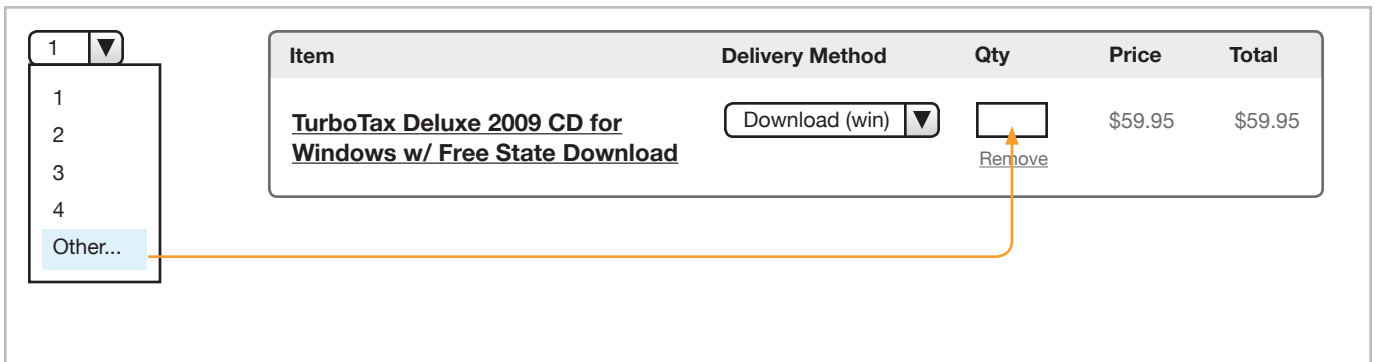 1
1
2
3
4
Other...
Item Delivery Method Qty Price Total
TurboTax Deluxe 2009 CD for Download (win) $59.95 $59.95
Windows w/ Free State Download Remove